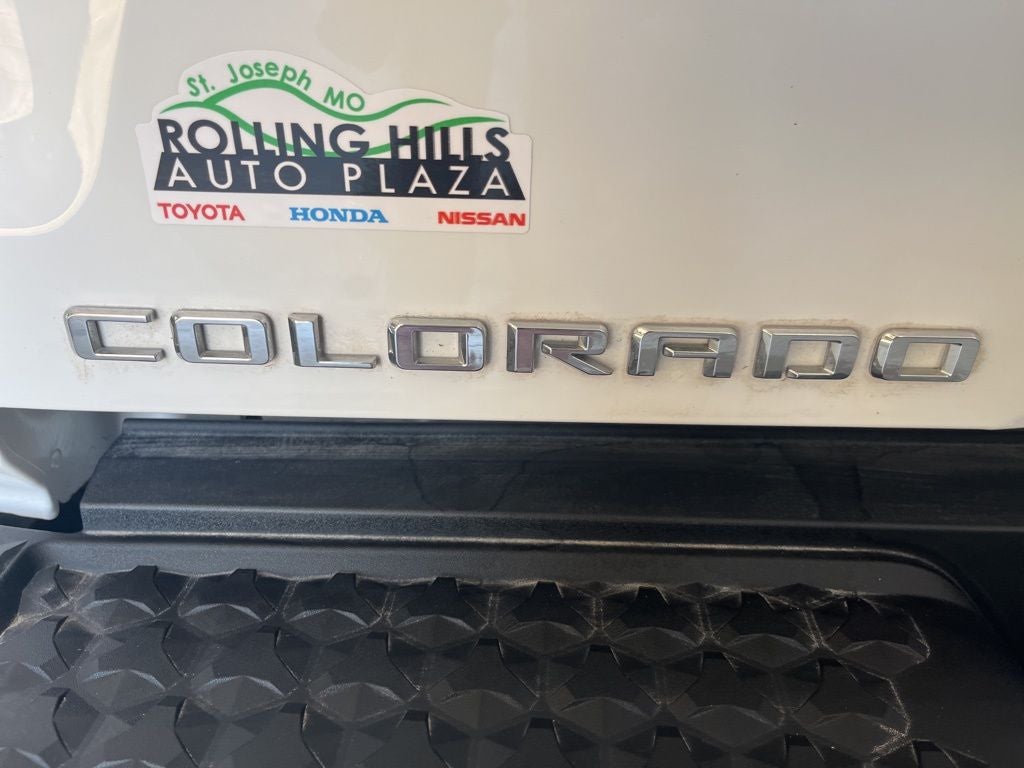 St. Joseph MO
ROLLING HILLS
AUTO PLAZA
TOYOTA HONDA NISSAN
COLORADO